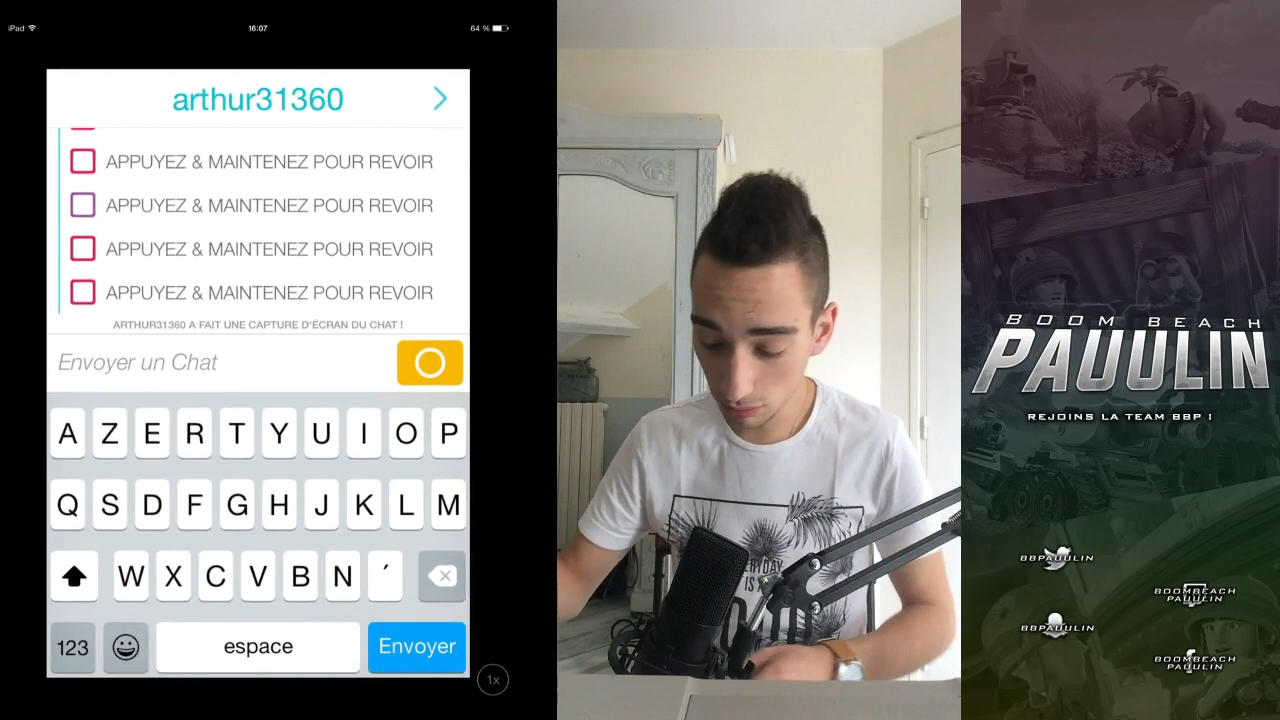 iPad
16:07
64 %
arthur31360
APPUYEZ & MAINTENEZ POUR REVOIR
APPUYEZ & MAINTENEZ POUR REVOIR
APPUYEZ & MAINTENEZ POUR REVOIR
APPUYEZ & MAINTENEZ POUR REVOIR
ARTHUR31360 A FAIT UNE CAPTURE D'ÉCRAN DU CHAT !
Envoyer un Chat
A Z E R T Y U I O P
Q S D F G H J K L M
W X C V B N ´
123 espace Envoyer
1x
IS
BOOM BEACH
PAUULIN
REJOINS LA TEAM BBP !
BBPAUULIN
BOOMBEACH
PAUULIN
BBPAUULIN
BOOMBEACH
PAUULIN